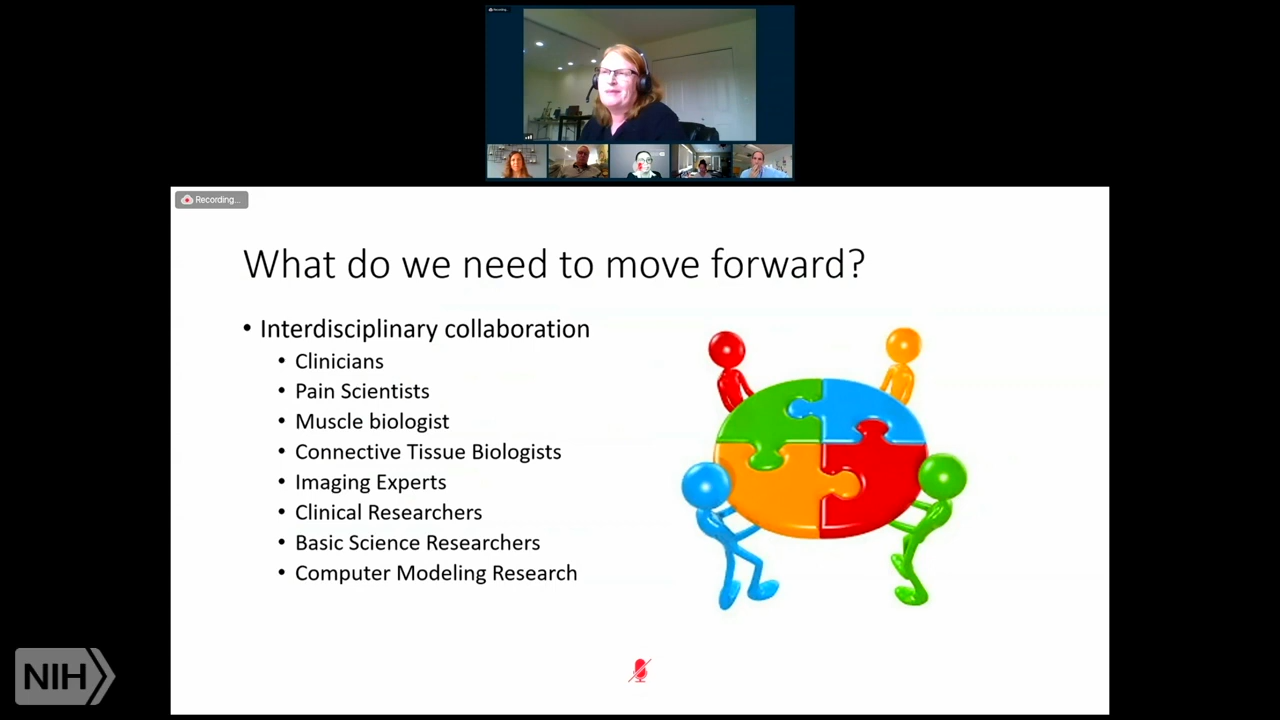 Recording...
What do we need to move forward?
• Interdisciplinary collaboration
• Clinicians
• Pain Scientists
• Muscle biologist
• Connective Tissue Biologists
• Imaging Experts
• Clinical Researchers
• Basic Science Researchers
• Computer Modeling Research
NIH